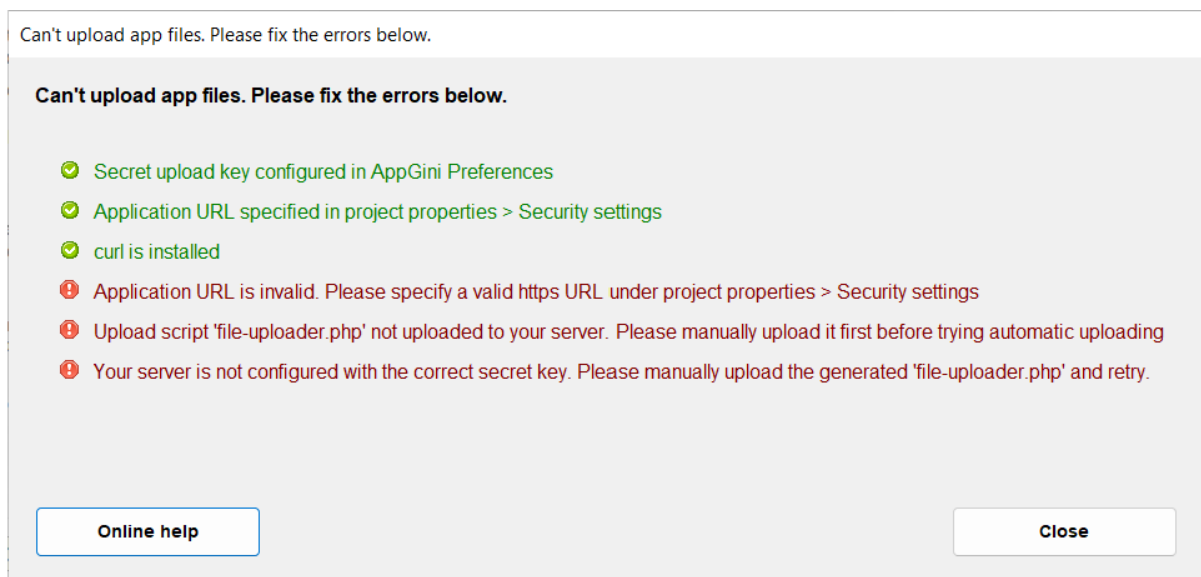 Can't upload app files. Please fix the errors below.
Can't upload app files. Please fix the errors below.
Secret upload key configured in AppGini Preferences
Application URL specified in project properties > Security settings
curl is installed
Application URL is invalid. Please specify a valid https URL under project properties > Security settings
Upload script 'file-uploader.php' not uploaded to your server. Please manually upload it first before trying automatic uploading
Your server is not configured with the correct secret key. Please manually upload the generated 'file-uploader.php' and retry.
Online help
Close